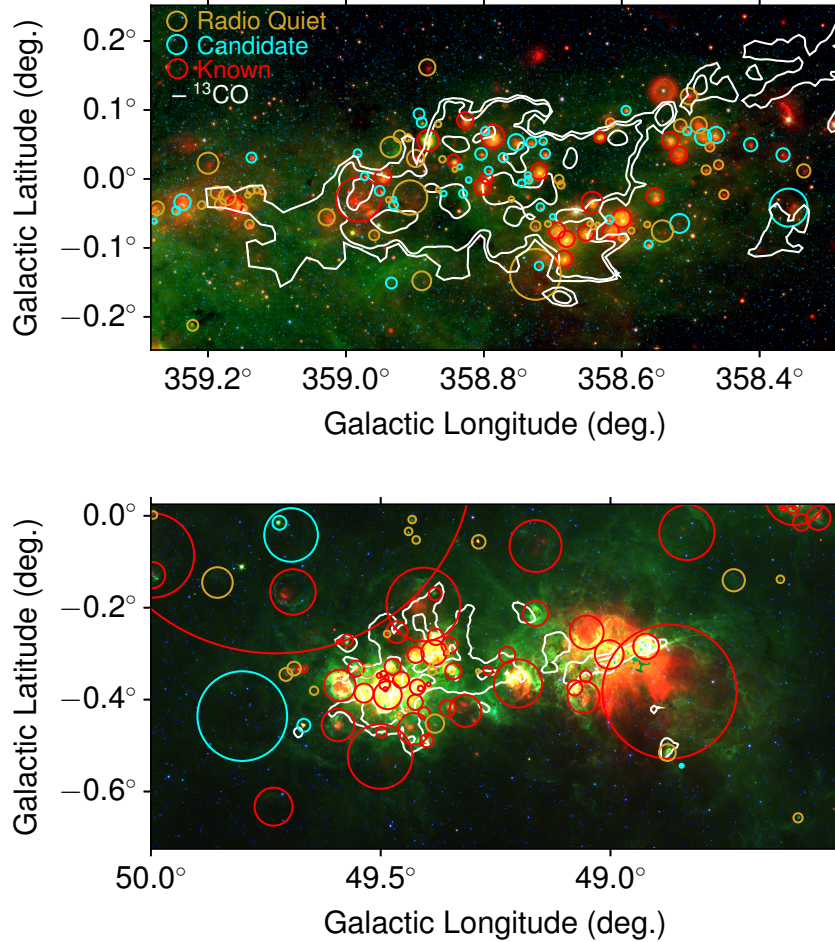 Radio Quiet
Candidate
Known
– ¹³CO
0.2°
0.1°
0.0°
−0.1°
−0.2°
Galactic Latitude (deg.)
359.2° 359.0° 358.8° 358.6° 358.4°
Galactic Longitude (deg.)
0.0°
−0.2°
−0.4°
−0.6°
Galactic Latitude (deg.)
50.0° 49.5° 49.0°
Galactic Longitude (deg.)